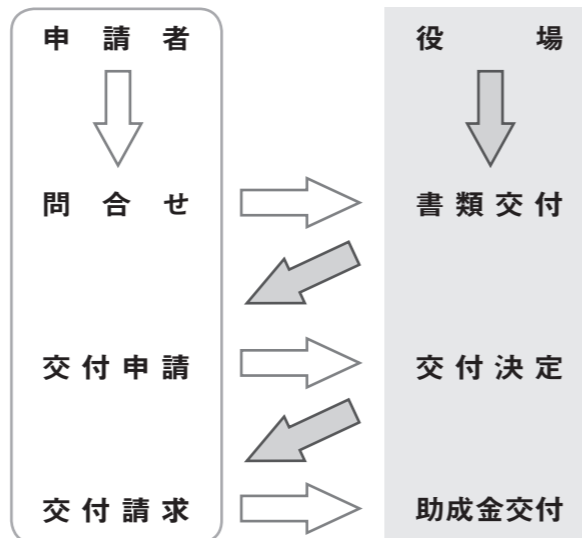 申請者
役場
問合せ
書類交付
交付申請
交付決定
交付請求
助成金交付